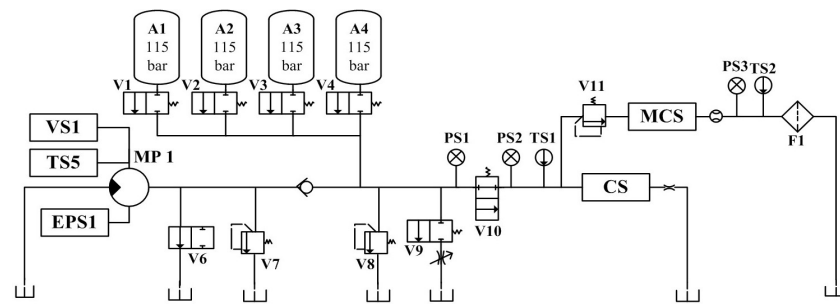 A1 A2 A3 A4
115 115 115 115
bar bar bar bar
V1 V2 V3 V4
PS3 TS2
V11
VS1
MCS
MP 1
PS1 PS2 TS1
F1
TS5
CS
EPS1
V10
V6 V7 V8 V9